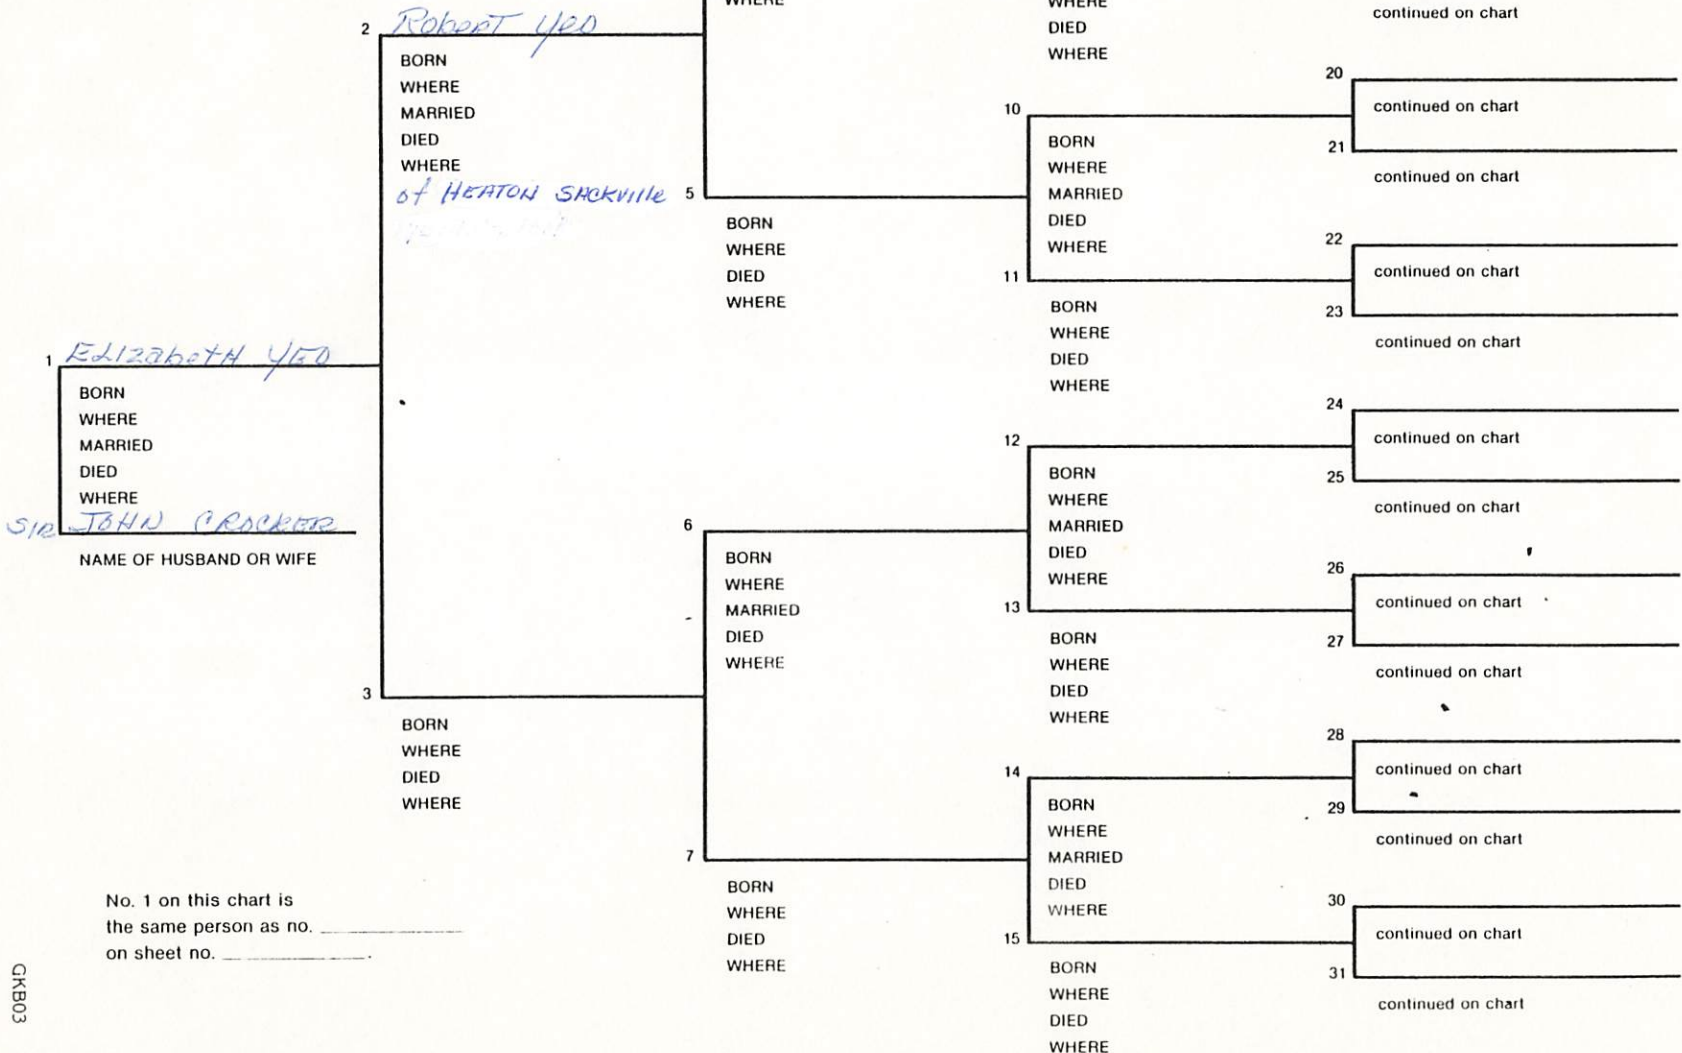 WHERE
WHERE
DIED
WHERE
continued on chart
2 Robert Yeo
BORN
WHERE
MARRIED
DIED
WHERE
of HEATON SACKVIlle
5
BORN
WHERE
DIED
WHERE
10
BORN
WHERE
MARRIED
DIED
WHERE
11
BORN
WHERE
DIED
WHERE
20
continued on chart
21
continued on chart
22
continued on chart
23
continued on chart
1 ELIzabetH YEO
BORN
WHERE
MARRIED
DIED
WHERE
SIR JOHN CROCKER
NAME OF HUSBAND OR WIFE
3
BORN
WHERE
DIED
WHERE
6
BORN
WHERE
MARRIED
DIED
WHERE
7
BORN
WHERE
DIED
WHERE
12
BORN
WHERE
MARRIED
DIED
WHERE
13
BORN
WHERE
DIED
WHERE
14
BORN
WHERE
MARRIED
DIED
WHERE
15
BORN
WHERE
DIED
WHERE
24
continued on chart
25
continued on chart
26
continued on chart
27
continued on chart
28
continued on chart
29
continued on chart
30
continued on chart
31
continued on chart
No. 1 on this chart is
the same person as no.
on sheet no. .
GKB03